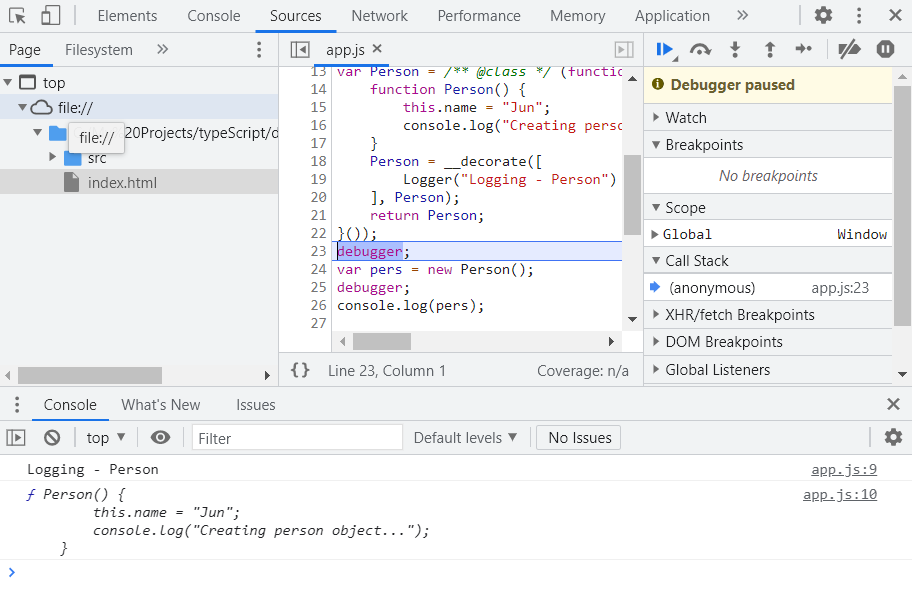 Elements Console Sources Network Performance Memory Application
Page Filesystem
top
file://
20Projects/typeScript/d
file://
src
index.html
app.js
13 var Person = /** @class */ (functio
14 function Person() {
15 this.name = "Jun";
16 console.log("Creating perso
17 }
18 Person = __decorate([
19 Logger("Logging - Person")
20 ], Person);
21 return Person;
22 }());
23 debugger;
24 var pers = new Person();
25 debugger;
26 console.log(pers);
27
{} Line 23, Column 1 Coverage: n/a
Debugger paused
Watch
Breakpoints
No breakpoints
Scope
Global Window
Call Stack
(anonymous) app.js:23
XHR/fetch Breakpoints
DOM Breakpoints
Global Listeners
Console What's New Issues
top Filter Default levels No Issues
Logging - Person app.js:9
ƒ Person() { app.js:10
this.name = "Jun";
console.log("Creating person object...");
}